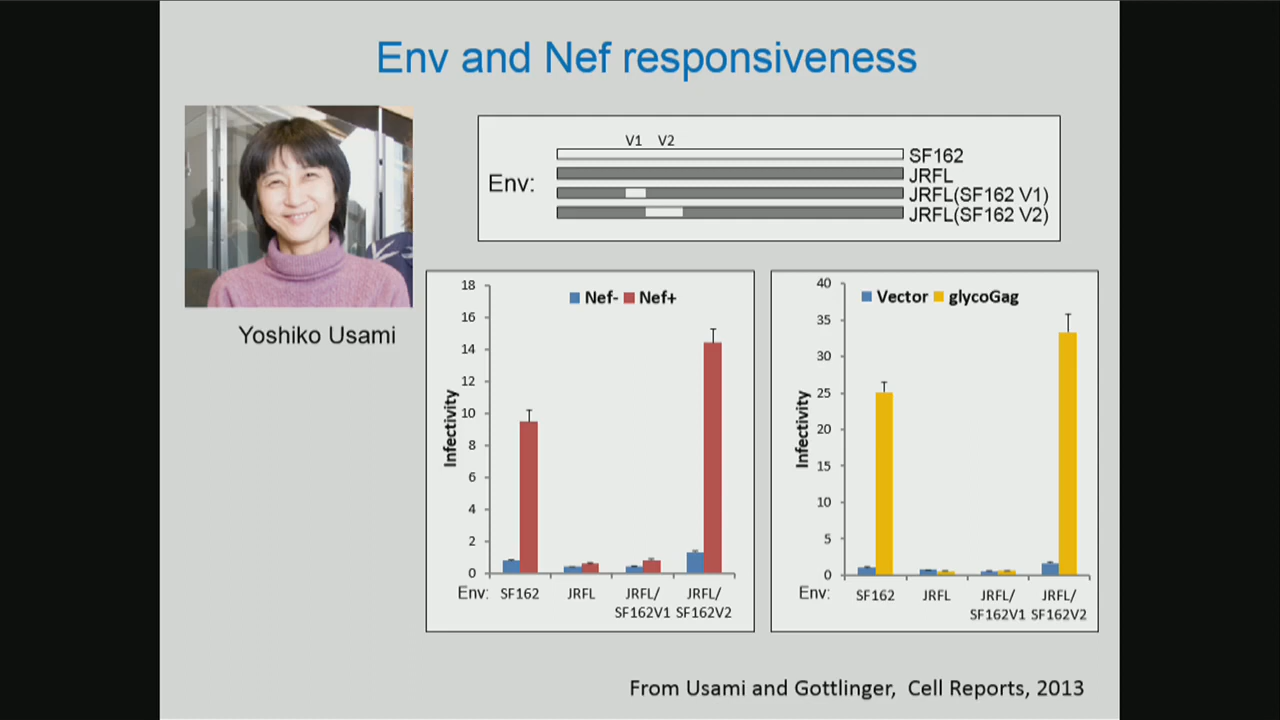 Env and Nef responsiveness
Yoshiko Usami
V1 V2
Env:
SF162
JRFL
JRFL(SF162 V1)
JRFL(SF162 V2)
Nef- Nef+
Infectivity
18
16
14
12
10
8
6
4
2
0
Env: SF162 JRFL JRFL/ JRFL/
SF162V1 SF162V2
Vector glycoGag
Infectivity
40
35
30
25
20
15
10
5
0
Env: SF162 JRFL JRFL/ JRFL/
SF162V1 SF162V2
From Usami and Gottlinger, Cell Reports, 2013